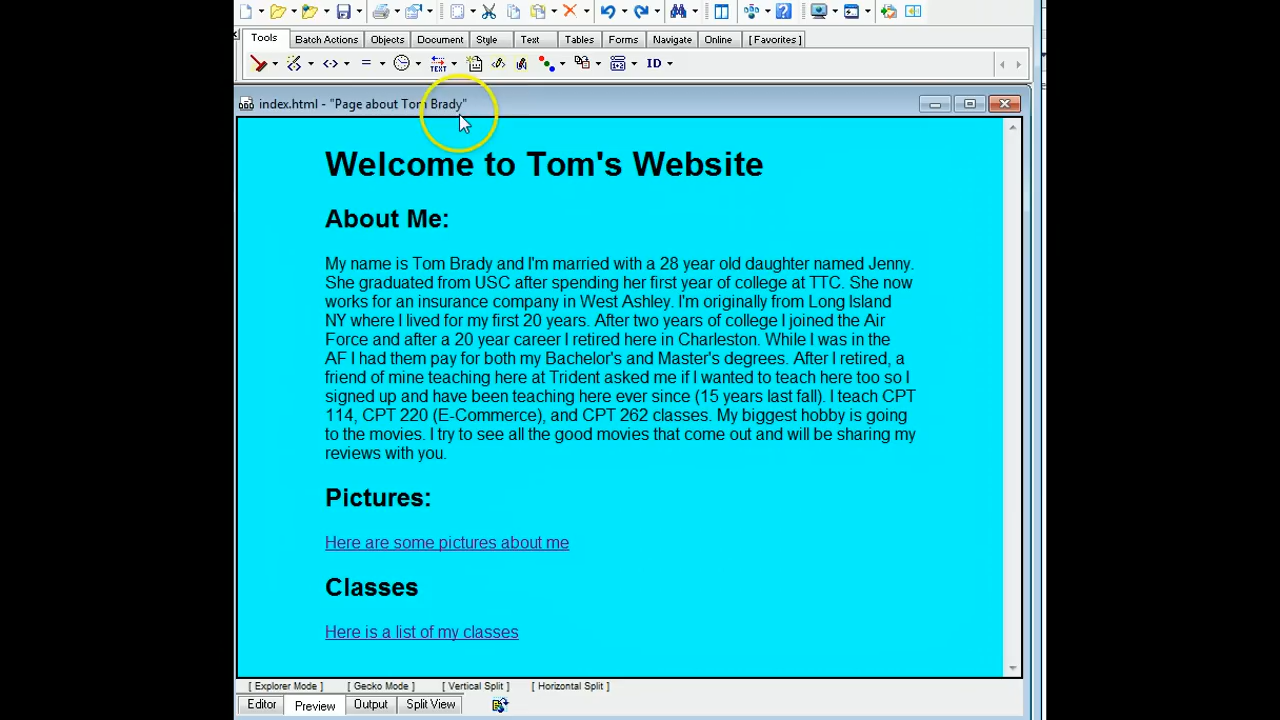 Tools Batch Actions Objects Document Style Text Tables Forms Navigate Online [ Favorites ]
TEXT ID
index.html - "Page about Tom Brady"
Welcome to Tom's Website
About Me:
My name is Tom Brady and I'm married with a 28 year old daughter named Jenny.
She graduated from USC after spending her first year of college at TTC. She now
works for an insurance company in West Ashley. I'm originally from Long Island
NY where I lived for my first 20 years. After two years of college I joined the Air
Force and after a 20 year career I retired here in Charleston. While I was in the
AF I had them pay for both my Bachelor's and Master's degrees. After I retired, a
friend of mine teaching here at Trident asked me if I wanted to teach here too so I
signed up and have been teaching here ever since (15 years last fall). I teach CPT
114, CPT 220 (E-Commerce), and CPT 262 classes. My biggest hobby is going
to the movies. I try to see all the good movies that come out and will be sharing my
reviews with you.
Pictures:
Here are some pictures about me
Classes
Here is a list of my classes
[ Explorer Mode ] [ Gecko Mode ] [ Vertical Split ] [ Horizontal Split ]
Editor Preview Output Split View